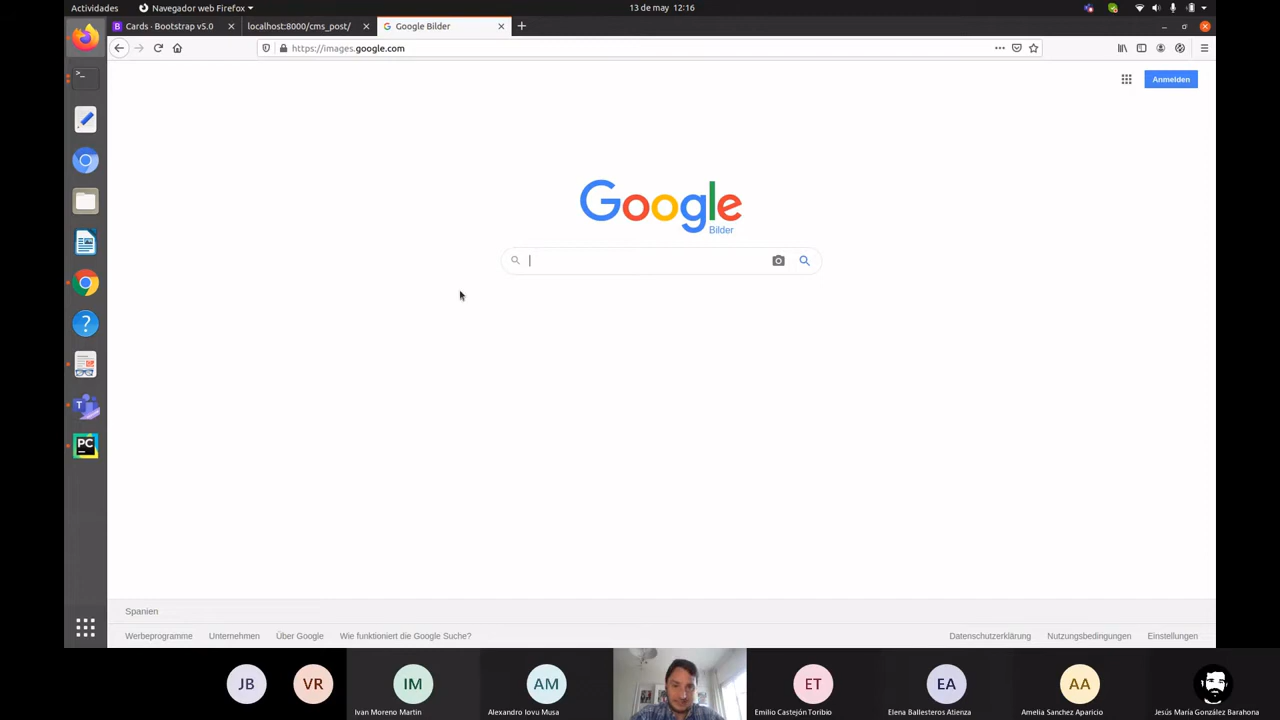 Actividades
Navegador web Firefox
13 de may 12:16
B Cards · Bootstrap v5.0
localhost:8000/cms_post/
G Google Bilder
https://images.google.com
Anmelden
Google
Bilder
>_
?
T
PC
Spanien
Werbeprogramme Unternehmen Über Google Wie funktioniert die Google Suche? Datenschutzerklärung Nutzungsbedingungen Einstellungen
JB VR IM AM ET EA AA
Ivan Moreno Martin Alexandro Iovu Musa Emilio Castejón Toribio Elena Ballesteros Atienza Amelia Sanchez Aparicio Jesús María González Barahona